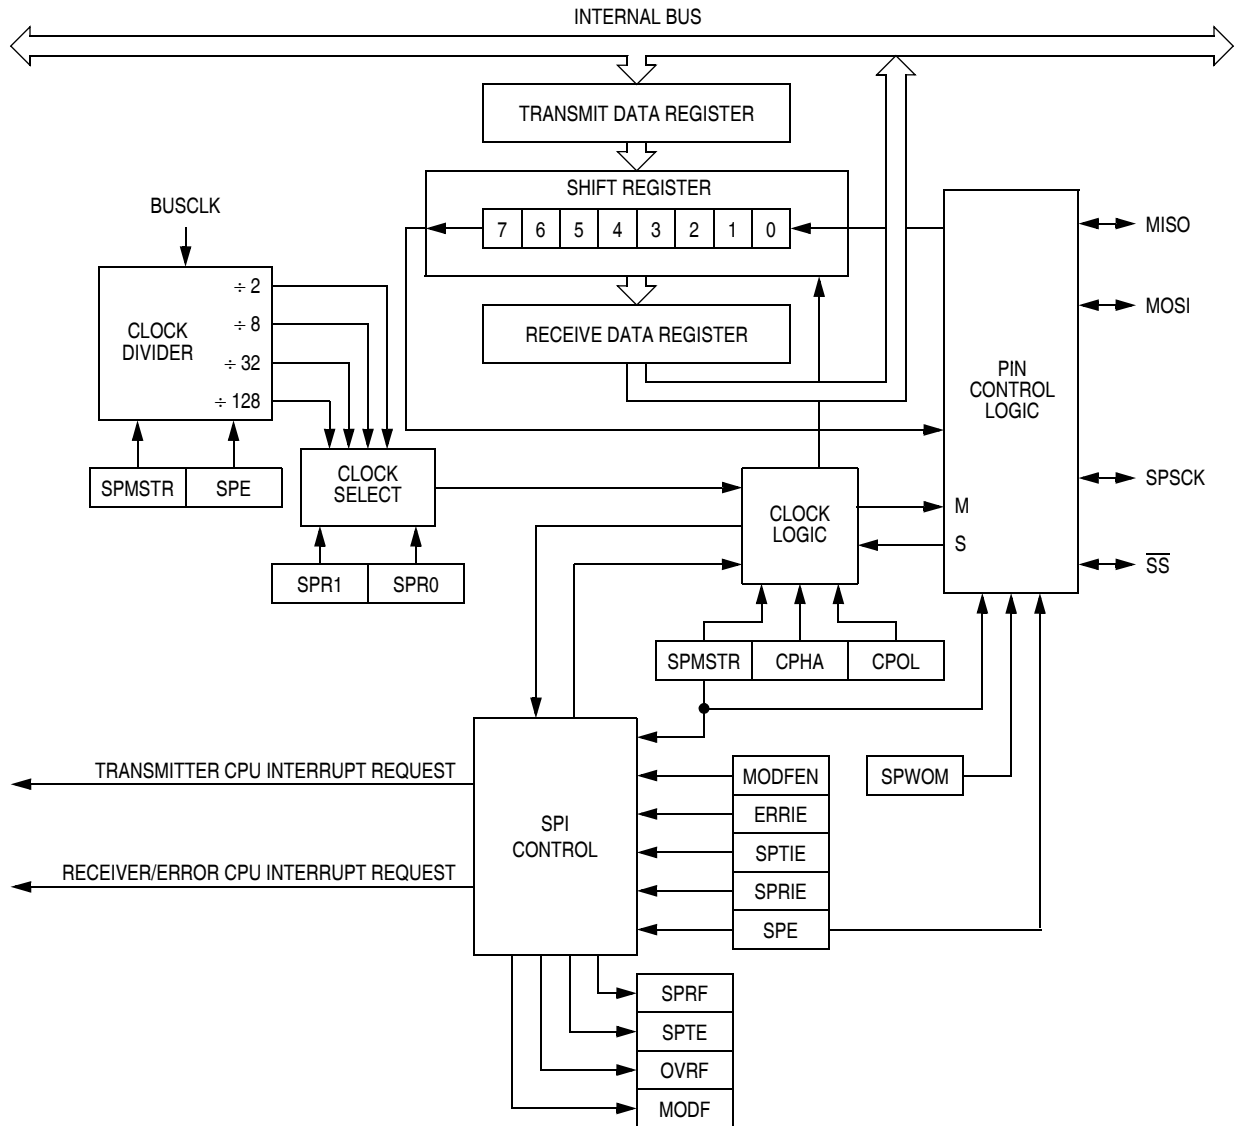 INTERNAL BUS
TRANSMIT DATA REGISTER
SHIFT REGISTER
7 6 5 4 3 2 1 0
RECEIVE DATA REGISTER
BUSCLK
CLOCK
DIVIDER
÷ 2
÷ 8
÷ 32
÷ 128
SPMSTR SPE
CLOCK
SELECT
SPR1 SPR0
CLOCK
LOGIC
M
S
PIN
CONTROL
LOGIC
MISO
MOSI
SPSCK
SS
SPMSTR CPHA CPOL
TRANSMITTER CPU INTERRUPT REQUEST
RECEIVER/ERROR CPU INTERRUPT REQUEST
SPI
CONTROL
MODFEN
ERRIE
SPTIE
SPRIE
SPE
SPWOM
SPRF
SPTE
OVRF
MODF